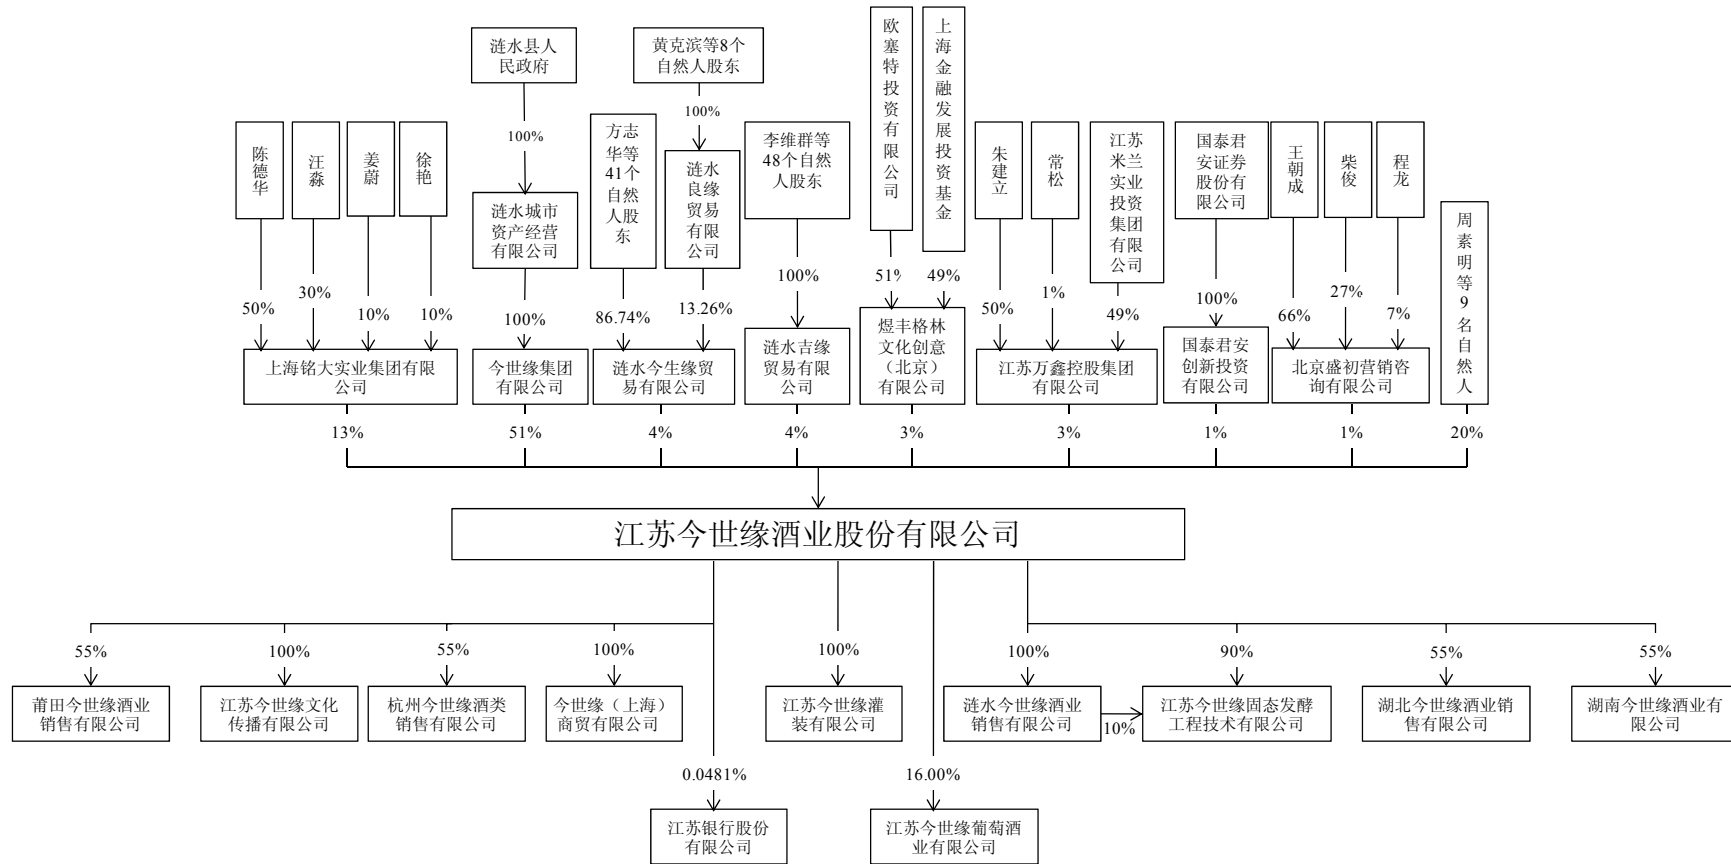 涟水县人
民政府
黄克滨等8个
自然人股东
欧塞特投资有限公司
上海金融发展投资基金
100%
100%
陈德华
汪淼
姜蔚
徐艳
方志
华等
41个
自然
人股
东
涟水
良缘
贸易
有限
公司
李维群等
48个自然
人股东
朱建立
常松
江苏
米兰
实业
投资
集团
有限
公司
国泰君
安证券
股份有
限公司
王朝成
柴俊
程龙
周素明等9名自然人
涟水城市
资产经营
有限公司
50%
30%
10%
10%
100%
86.74%
13.26%
100%
51%
49%
50%
1%
49%
100%
66%
27%
7%
上海铭大实业集团有限
公司
今世缘集团
有限公司
涟水今生缘贸
易有限公司
涟水吉缘
贸易有限公司
煜丰格林
文化创意
（北京）
有限公司
江苏万鑫控股集团
有限公司
国泰君安
创新投资
有限公司
北京盛初营销咨
询有限公司
13%
51%
4%
4%
3%
3%
1%
1%
20%
江苏今世缘酒业股份有限公司
55%
100%
55%
100%
100%
100%
90%
55%
55%
莆田今世缘酒业
销售有限公司
江苏今世缘文化
传播有限公司
杭州今世缘酒类
销售有限公司
今世缘（上海）
商贸有限公司
江苏今世缘灌
装有限公司
涟水今世缘酒业
销售有限公司
10%
江苏今世缘固态发酵
工程技术有限公司
湖北今世缘酒业销
售有限公司
湖南今世缘酒业有
限公司
0.0481%
16.00%
江苏银行股份
有限公司
江苏今世缘葡萄酒
业有限公司